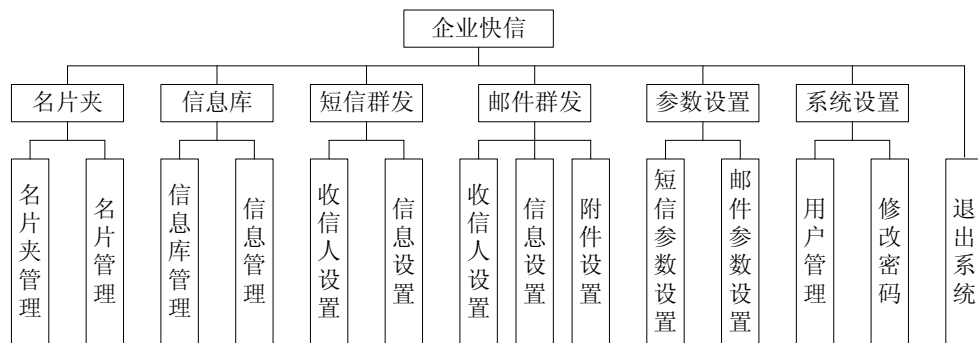 企业快信
名片夹
信息库
短信群发
邮件群发
参数设置
系统设置
名片夹管理
名片管理
信息库管理
信息管理
收信人设置
信息设置
收信人设置
信息设置
附件设置
短信参数设置
邮件参数设置
用户管理
修改密码
退出系统